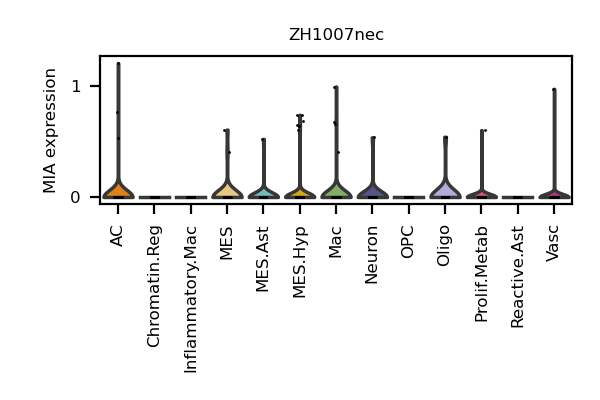 ZH1007nec
MIA expression
1
0
AC
Chromatin.Reg
Inflammatory.Mac
MES
MES.Ast
MES.Hyp
Mac
Neuron
OPC
Oligo
Prolif.Metab
Reactive.Ast
Vasc